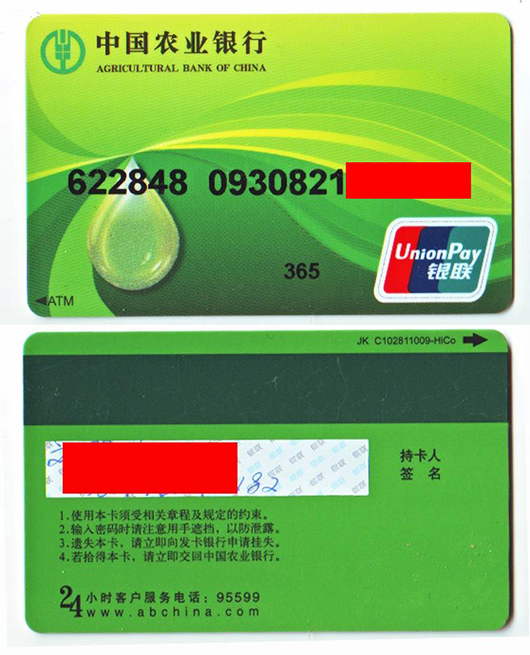 中国农业银行
AGRICULTURAL BANK OF CHINA
622848 0930821
365
UnionPay
银联
ATM
JK C102811009-HiCo
182
持卡人
签 名
1.使用本卡须受相关章程及规定的约束。
2.输入密码时请注意用手遮挡，以防泄露。
3.遗失本卡，请立即向发卡银行申请挂失。
4.若拾得本卡，请立即交回中国农业银行。
24小时客户服务电话：95599
www.abchina.com